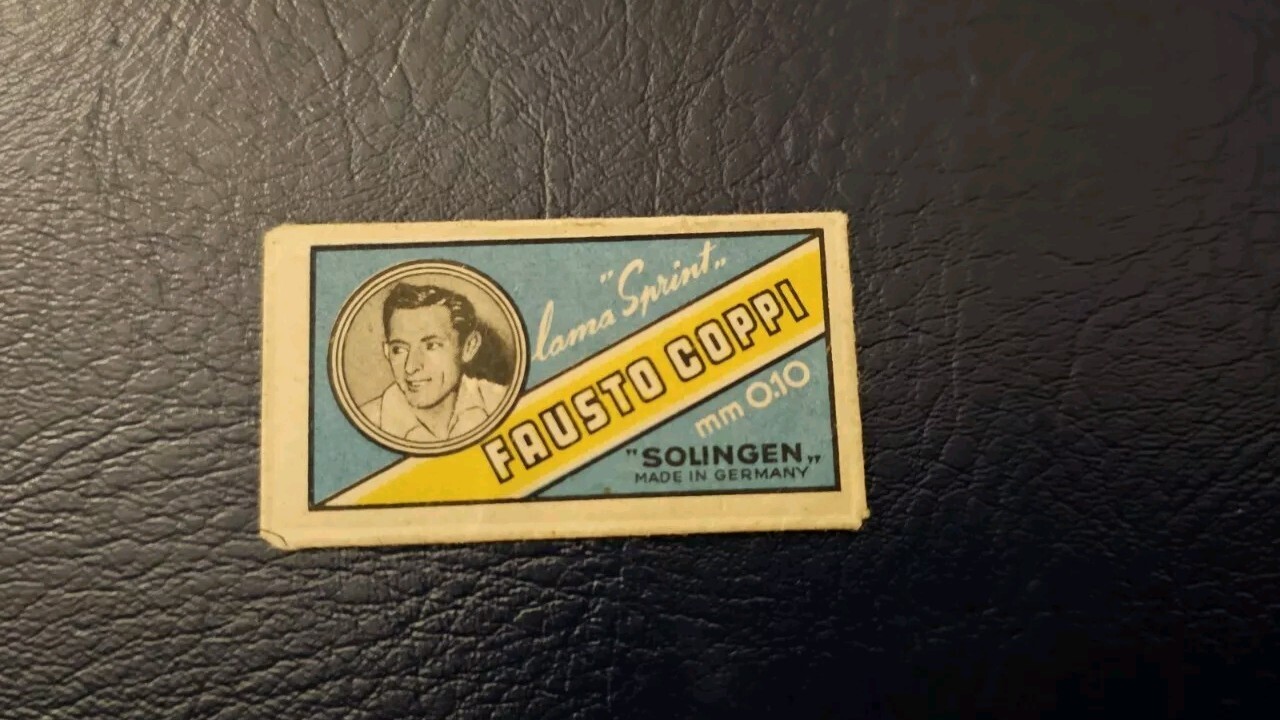 lama "Sprint„
FAUSTO COPPI
mm 0.10
"SOLINGEN„
MADE IN GERMANY